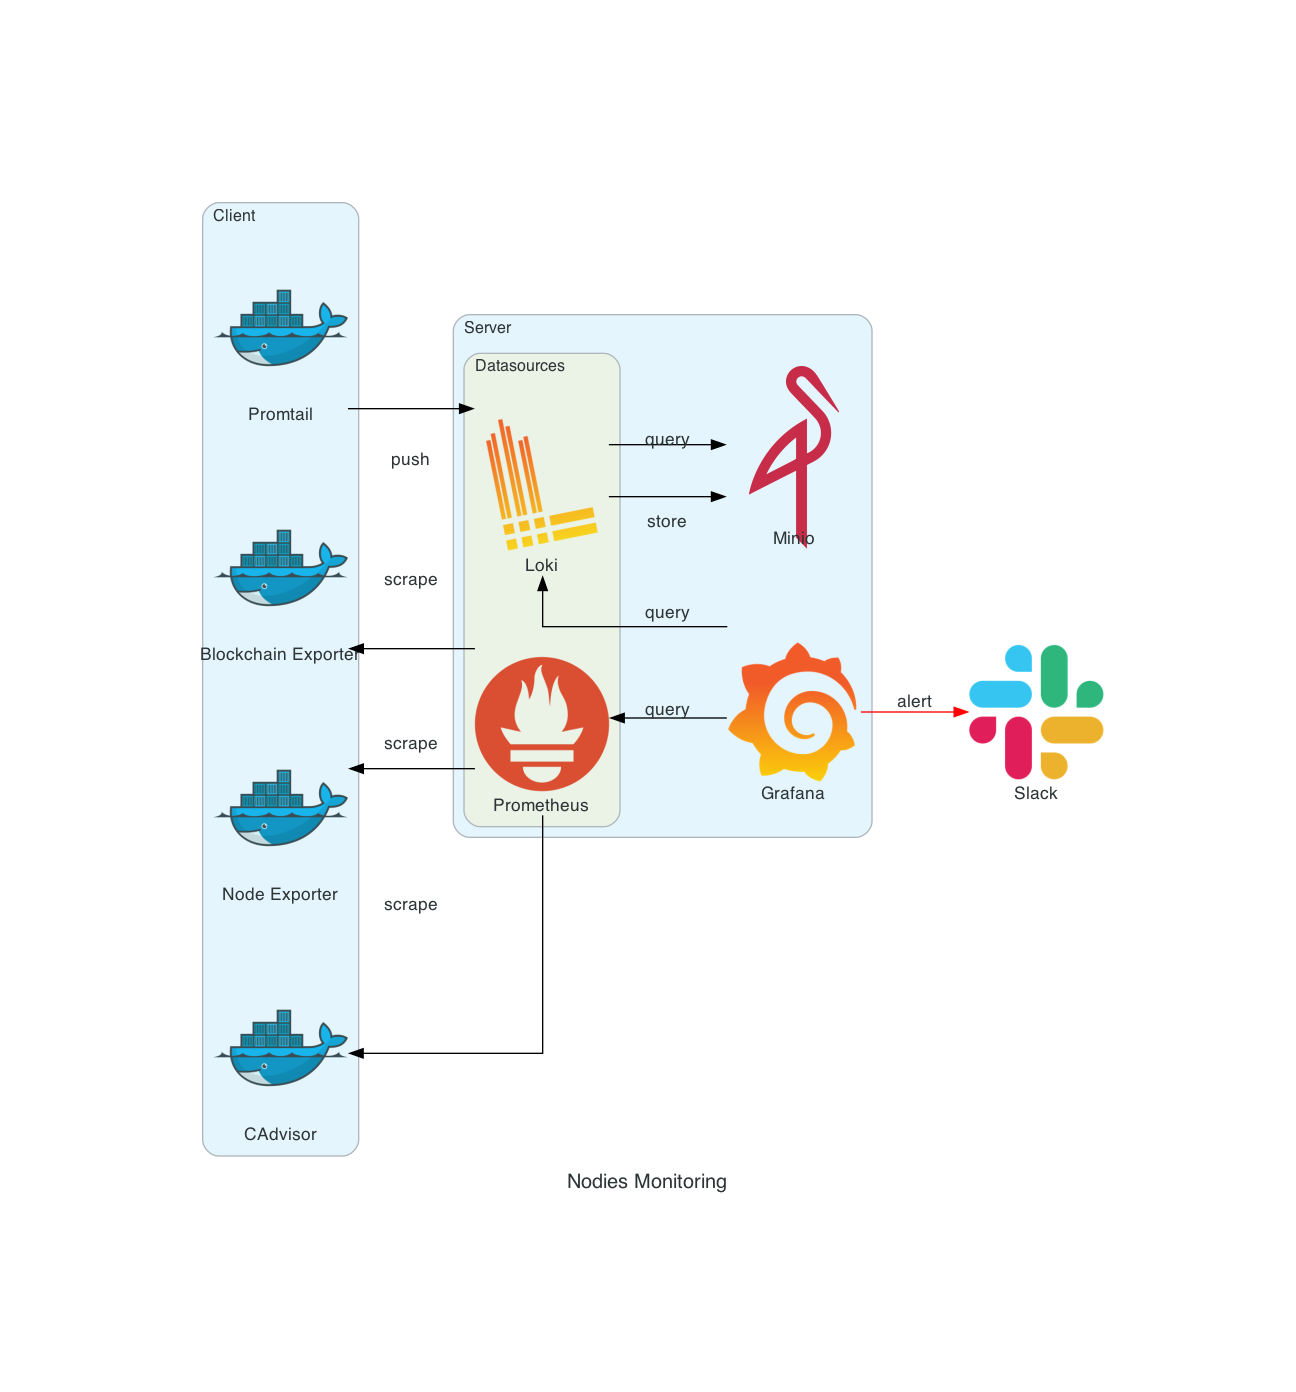 Client
Promtail
push
Blockchain Exporter
scrape
Node Exporter
scrape
CAdvisor
scrape
Server
Datasources
Loki
query
store
Minio
query
Prometheus
query
Grafana
alert
Slack
Nodies Monitoring